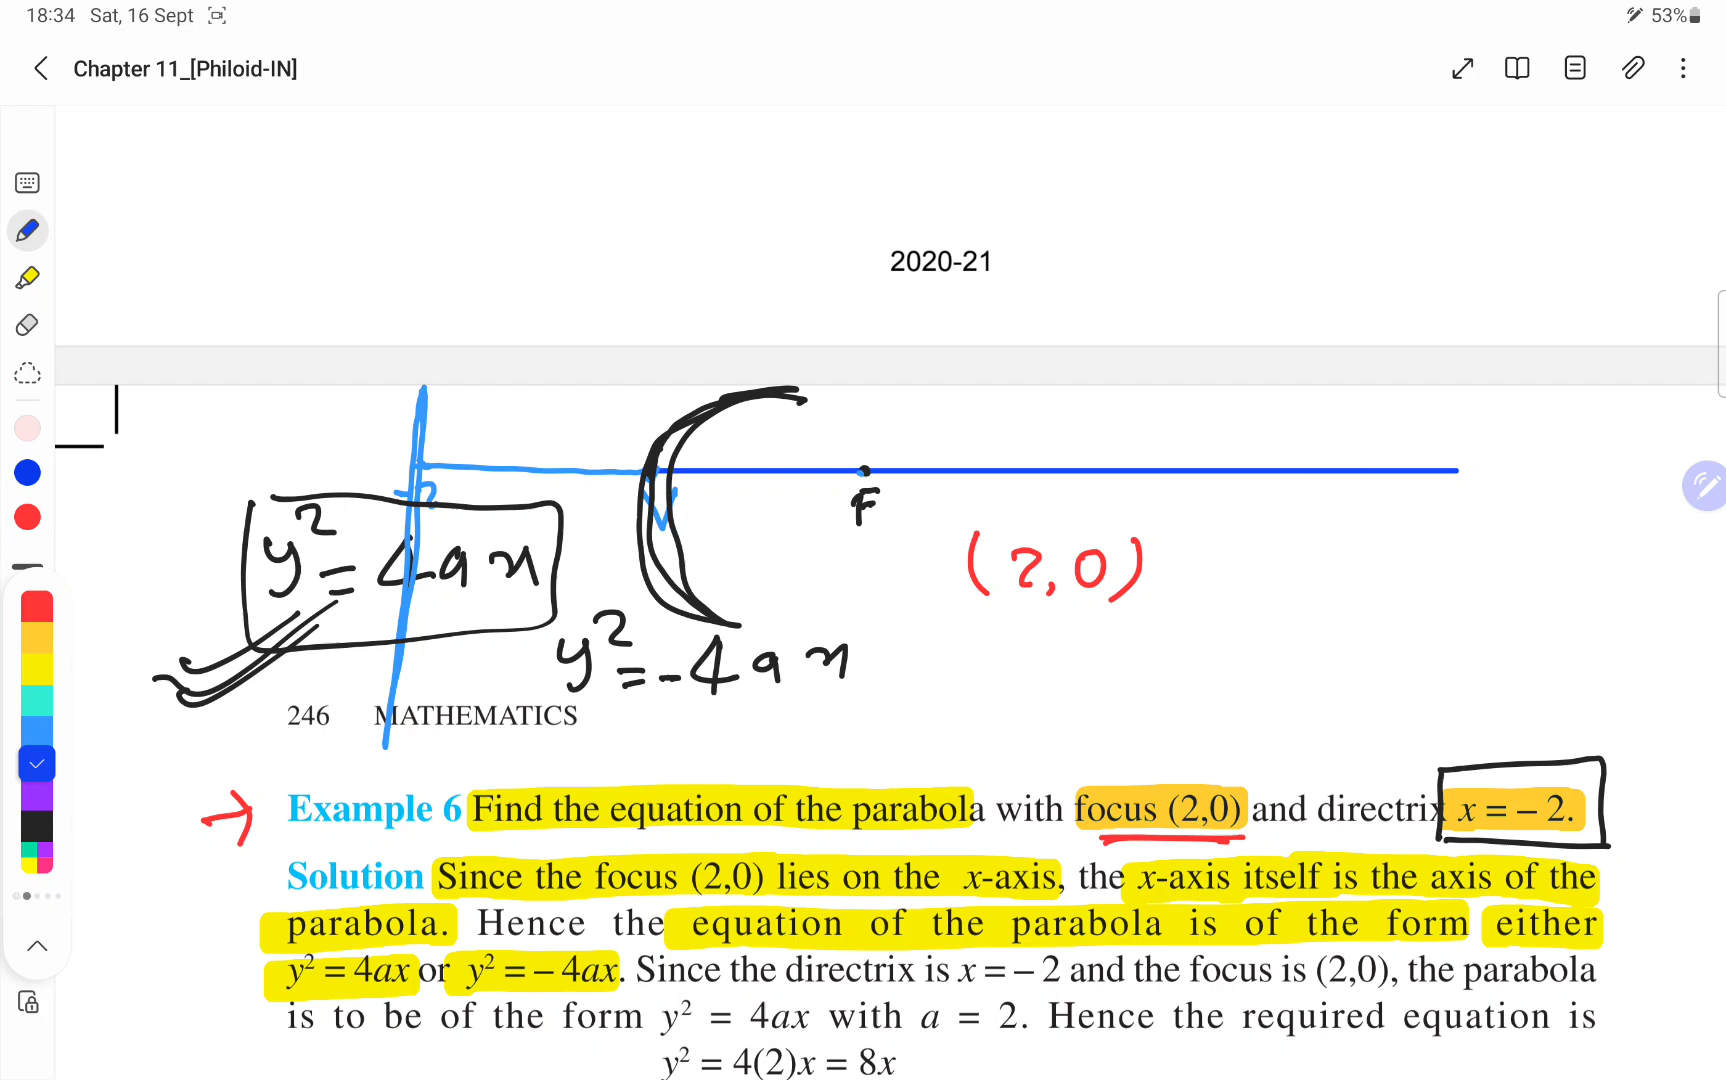 18:34 Sat, 16 Sept 53%
Chapter 11_[Philoid-IN]
2020-21
F
(2,0)
y² = 4ax
y² = -4ax
246 MATHEMATICS
Example 6 Find the equation of the parabola with focus (2,0) and directrix x = – 2.
Solution Since the focus (2,0) lies on the x-axis, the x-axis itself is the axis of the
parabola. Hence the equation of the parabola is of the form either
y² = 4ax or y² = – 4ax. Since the directrix is x = – 2 and the focus is (2,0), the parabola
is to be of the form y² = 4ax with a = 2. Hence the required equation is
y² = 4(2)x = 8x